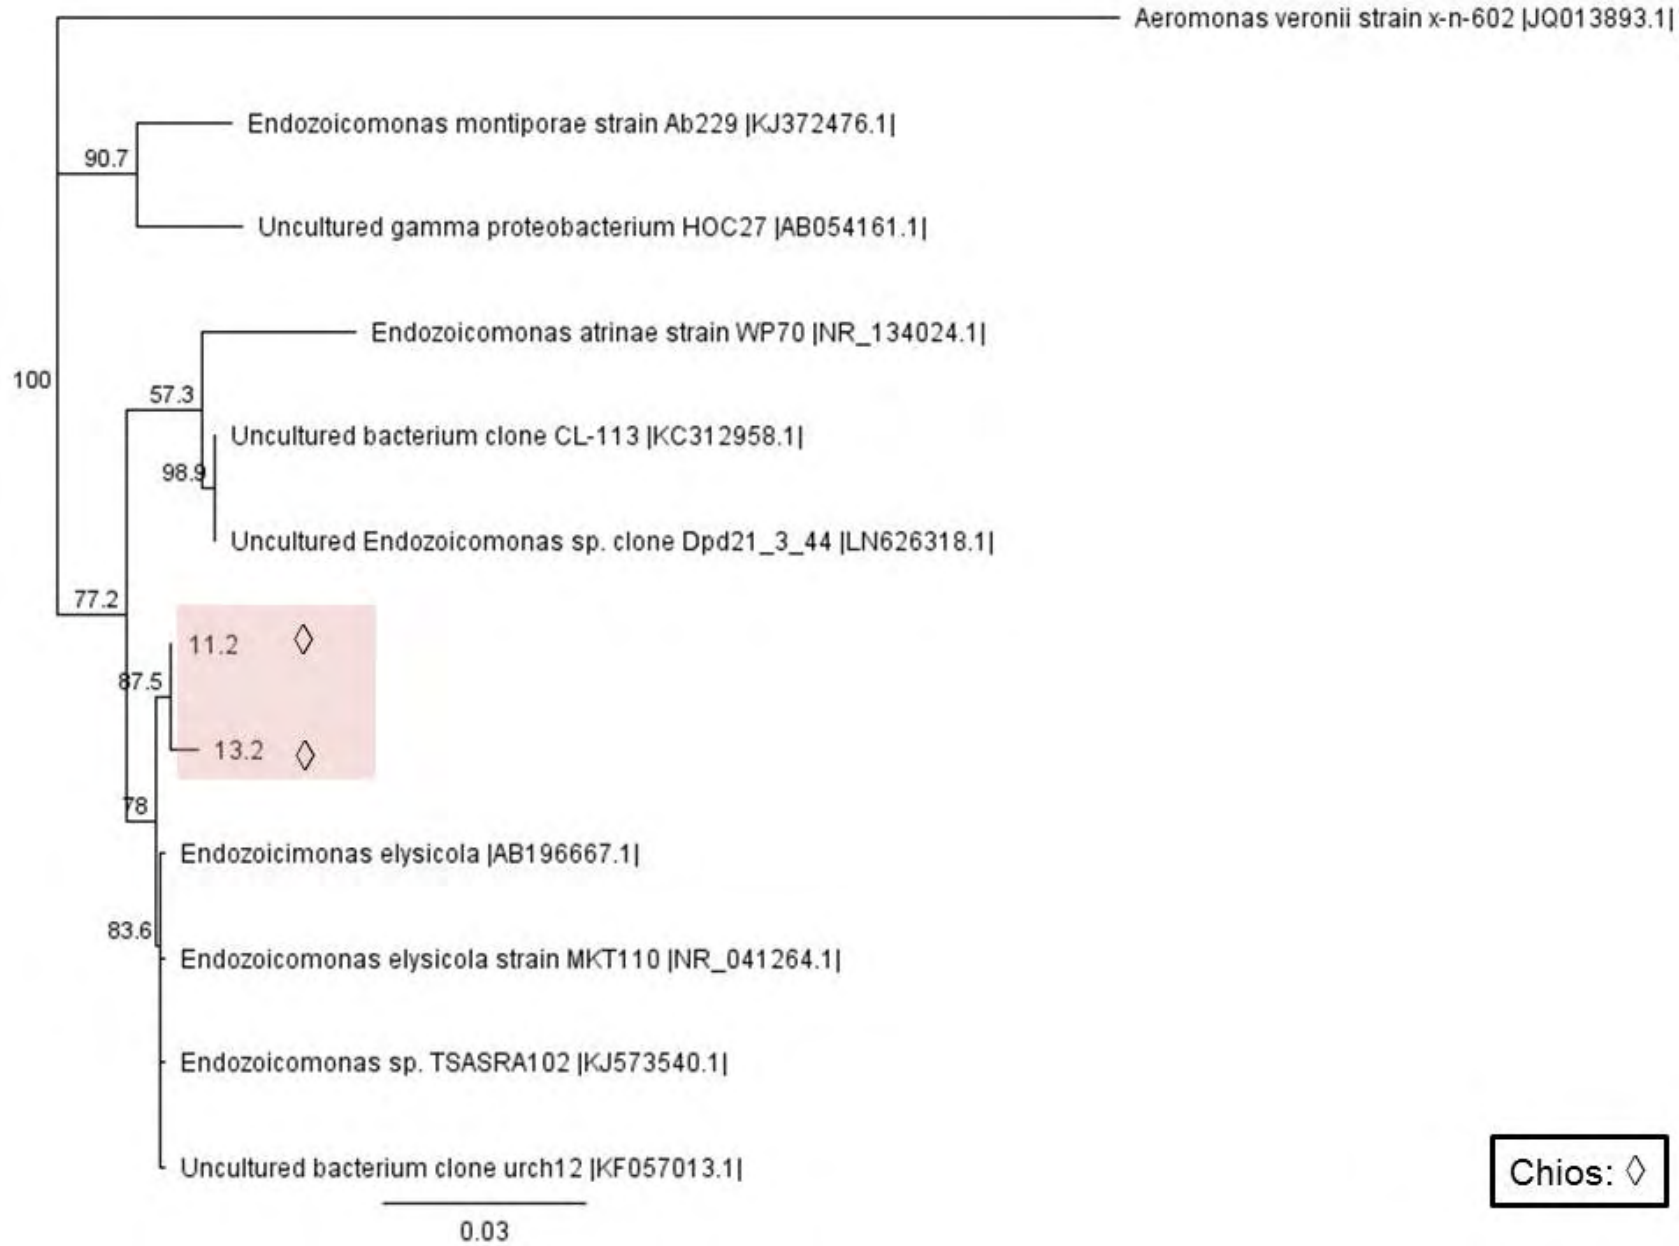 Aeromonas veronii strain x-n-602 |JQ013893.1|
Endozoicomonas montiporae strain Ab229 |KJ372476.1|
90.7
Uncultured gamma proteobacterium HOC27 |AB054161.1|
Endozoicomonas atrinae strain WP70 |NR_134024.1|
100
57.3
Uncultured bacterium clone CL-113 |KC312958.1|
98.9
Uncultured Endozoicomonas sp. clone Dpd21_3_44 |LN626318.1|
77.2
11.2 ◊
87.5
13.2 ◊
78
Endozoicimonas elysicola |AB196667.1|
83.6
Endozoicomonas elysicola strain MKT110 |NR_041264.1|
Endozoicomonas sp. TSASRA102 |KJ573540.1|
Uncultured bacterium clone urch12 |KF057013.1|
Chios: ◊
0.03